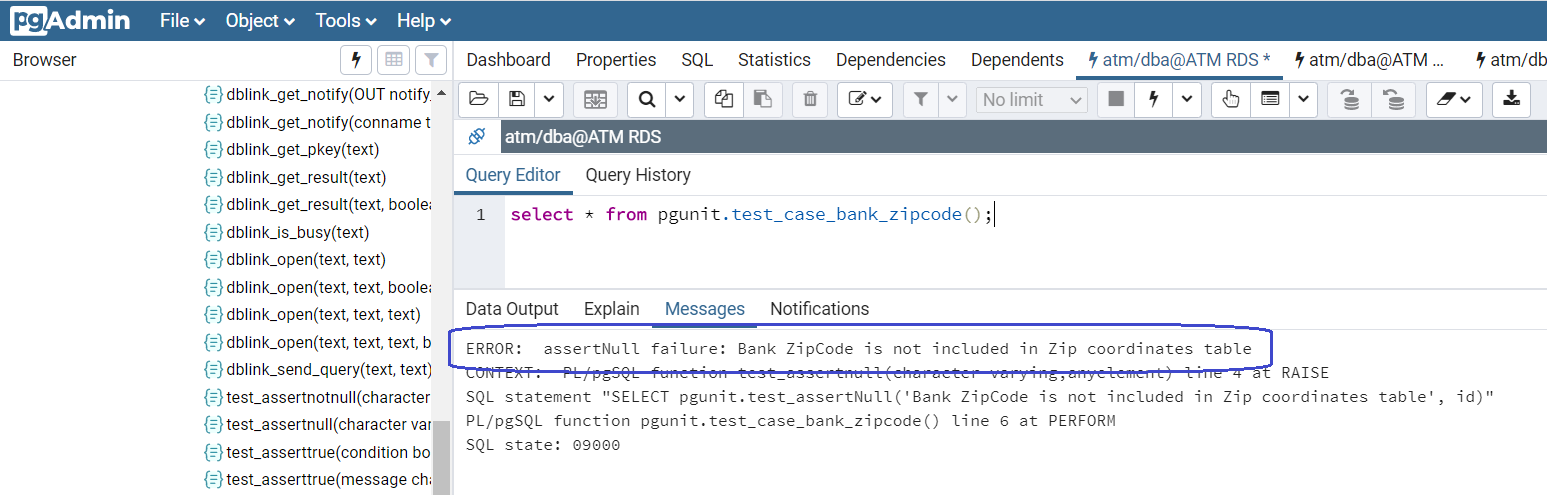 pgAdmin File Object Tools Help
Browser
Dashboard Properties SQL Statistics Dependencies Dependents atm/dba@ATM RDS * atm/dba@ATM ... atm/db
No limit
atm/dba@ATM RDS
Query Editor Query History
1 select * from pgunit.test_case_bank_zipcode();
Data Output Explain Messages Notifications
ERROR: assertNull failure: Bank ZipCode is not included in Zip coordinates table
CONTEXT: PL/pgSQL function test_assertnull(character varying,anyelement) line 4 at RAISE
SQL statement "SELECT pgunit.test_assertNull('Bank ZipCode is not included in Zip coordinates table', id)"
PL/pgSQL function pgunit.test_case_bank_zipcode() line 6 at PERFORM
SQL state: 09000
dblink_get_notify(OUT notify_
dblink_get_notify(conname t
dblink_get_pkey(text)
dblink_get_result(text)
dblink_get_result(text, boolea
dblink_is_busy(text)
dblink_open(text, text)
dblink_open(text, text, boolea
dblink_open(text, text, text)
dblink_open(text, text, text, b
dblink_send_query(text, text)
test_assertnotnull(character
test_assertnull(character var
test_asserttrue(condition bo
test_asserttrue(message cha